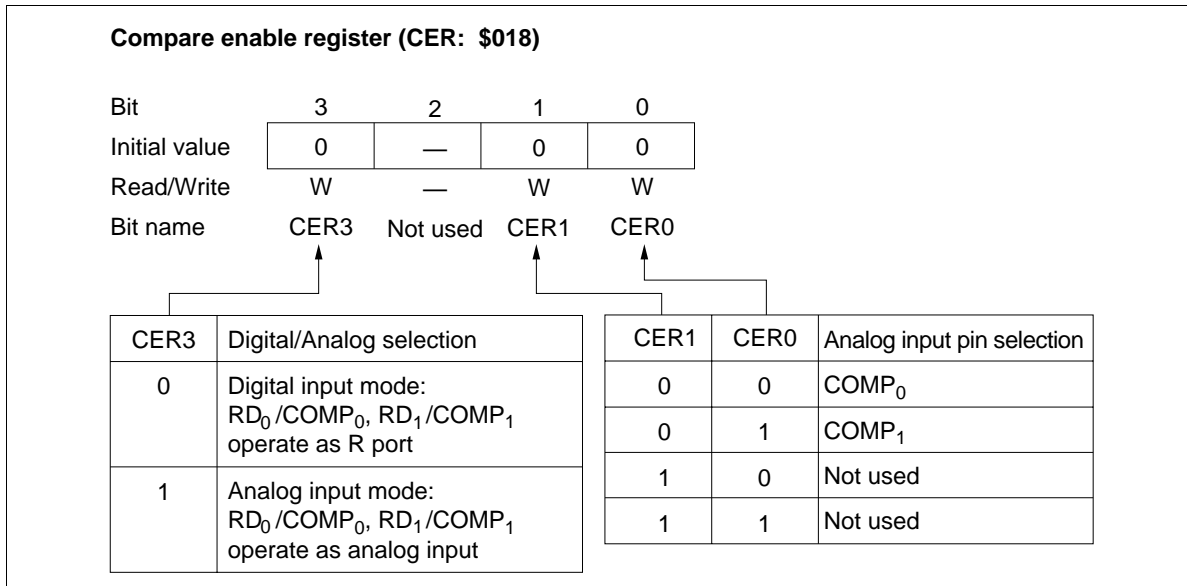 Compare enable register (CER: $018)
Bit 3 2 1 0
Initial value 0 — 0 0
Read/Write W — W W
Bit name CER3 Not used CER1 CER0
CER3 Digital/Analog selection
0 Digital input mode:
RD0/COMP0, RD1/COMP1
operate as R port
1 Analog input mode:
RD0/COMP0, RD1/COMP1
operate as analog input
CER1 CER0 Analog input pin selection
0 0 COMP0
0 1 COMP1
1 0 Not used
1 1 Not used